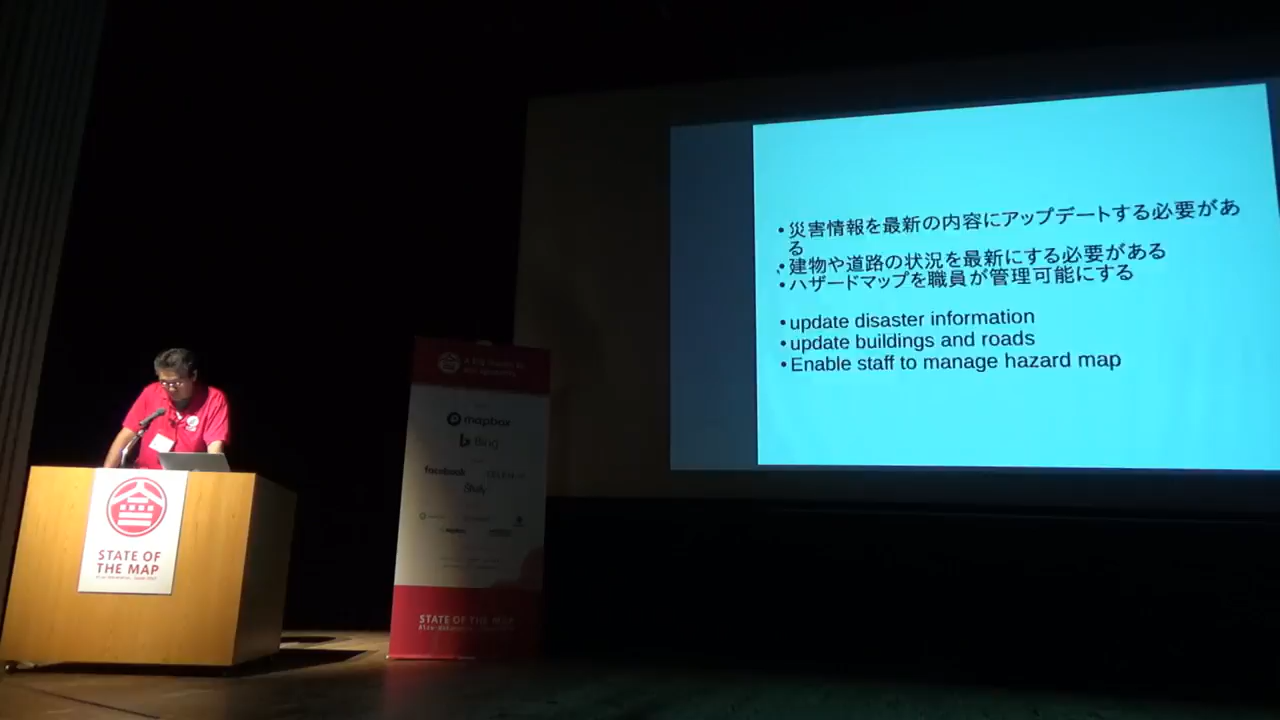 • 災害情報を最新の内容にアップデートする必要があ
る
• 建物や道路の状況を最新にする必要がある
• ハザードマップを職員が管理可能にする
• update disaster information
• update buildings and roads
• Enable staff to manage hazard map
mapbox
Bing
facebook
STATE OF THE MAP
STATE OF
THE MAP